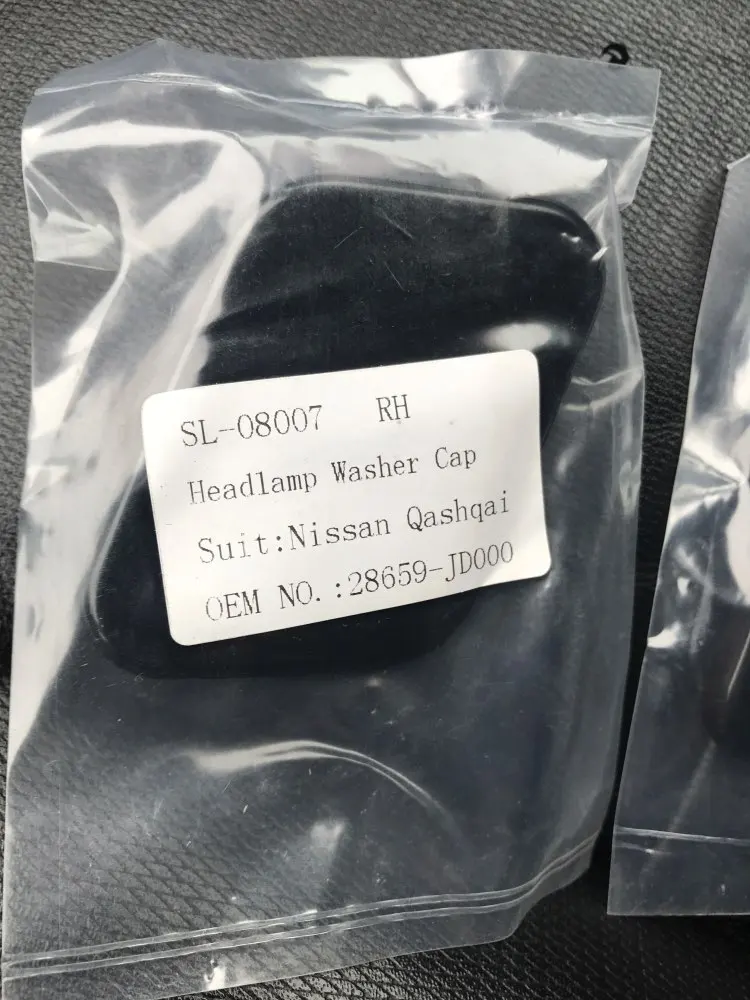 SL-08007 RH
Headlamp Washer Cap
Suit:Nissan Qashqai
OEM NO.:28659-JD000